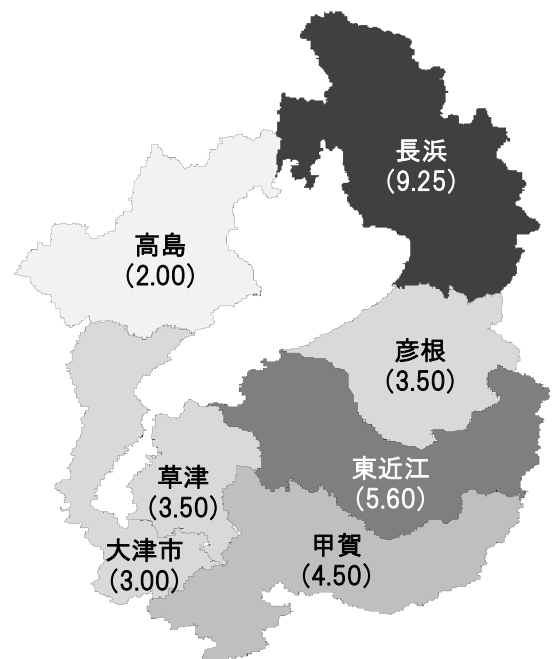 長浜
(9.25)
高島
(2.00)
彦根
(3.50)
東近江
(5.60)
草津
(3.50)
大津市
(3.00)
甲賀
(4.50)